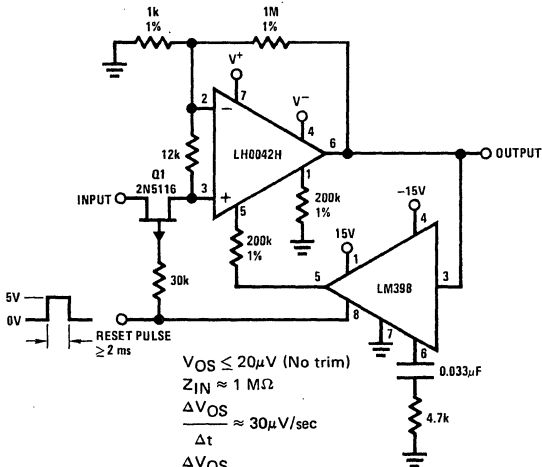 1k
1%
1M
1%
V+
7
2
−
V−
4
12k
LH0042H
6
OUTPUT
Q1
2N5116
INPUT
3
+
1
5
200k
1%
−15V
200k
1%
15V
4
1
LM398
5
3
30k
8
5V
0V
7
6
RESET PULSE
≥2 ms
0.033µF
4.7k
VOS ≤ 20µV (No trim)
ZIN ≈ 1 MΩ
ΔVOS
≈ 30µV/sec
Δt
ΔVOS